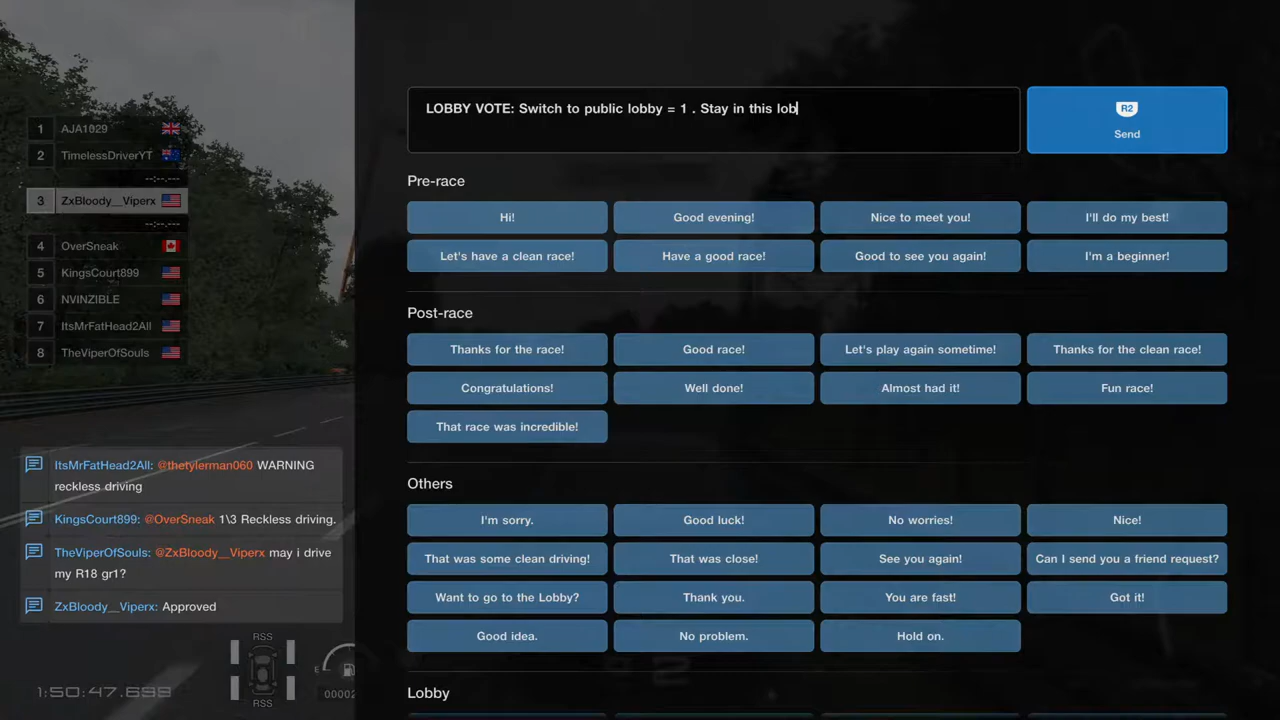 LOBBY VOTE: Switch to public lobby = 1 . Stay in this lob
R2
Send
1 AJA1029
2 TimelessDriverYT
--:--.---
3 ZxBloody__Viperx
--:--.---
4 OverSneak
5 KingsCourt899
6 NVINZIBLE
7 ItsMrFatHead2All
8 TheViperOfSouls
Pre-race
Hi! Good evening! Nice to meet you! I'll do my best!
Let's have a clean race! Have a good race! Good to see you again! I'm a beginner!
Post-race
Thanks for the race! Good race! Let's play again sometime! Thanks for the clean race!
Congratulations! Well done! Almost had it! Fun race!
That race was incredible!
Others
I'm sorry. Good luck! No worries! Nice!
That was some clean driving! That was close! See you again! Can I send you a friend request?
Want to go to the Lobby? Thank you. You are fast! Got it!
Good idea. No problem. Hold on.
Lobby
ItsMrFatHead2All: @thetylerman060 WARNING
reckless driving
KingsCourt899: @OverSneak 1\3 Reckless driving.
TheViperOfSouls: @ZxBloody__Viperx may i drive
my R18 gr1?
ZxBloody__Viperx: Approved
RSS
E
1:50:47.698
00002
RSS